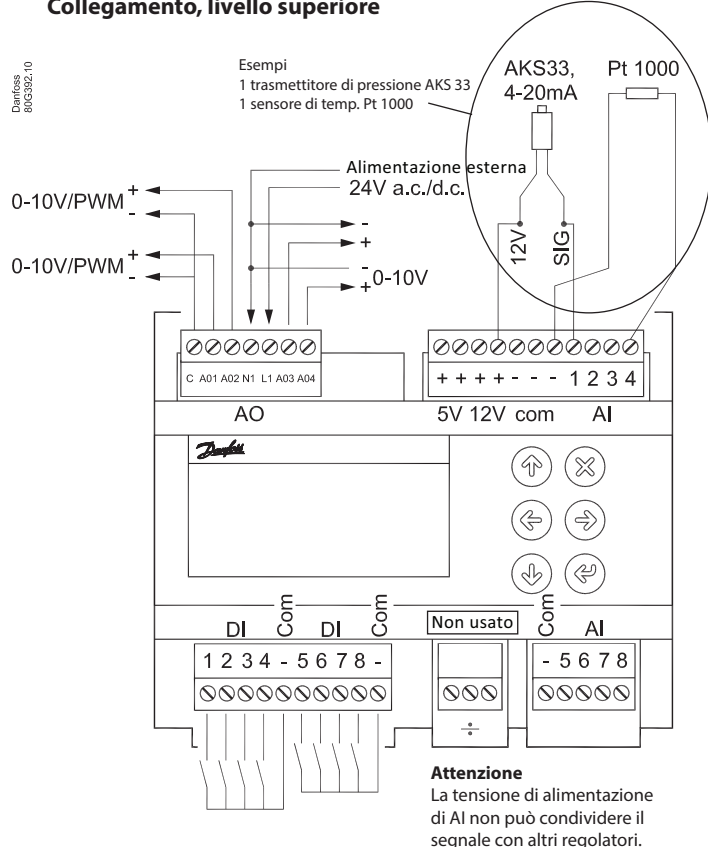 Collegamento, livello superiore
Danfoss
80G392.10
Esempi
1 trasmettitore di pressione AKS 33
1 sensore di temp. Pt 1000
AKS33,
4-20mA
Pt 1000
Alimentazione esterna
24V a.c./d.c.
0-10V/PWM + -
0-10V/PWM + -
- +
- + 0-10V
12V
SIG
C A01 A02 N1 L1 A03 A04
+ + + + - - - 1 2 3 4
AO
5V 12V com AI
Danfoss
DI Com DI Com
Non usato
Com AI
1 2 3 4 - 5 6 7 8 -
- 5 6 7 8
÷
Attenzione
La tensione di alimentazione
di AI non può condividere il
segnale con altri regolatori.